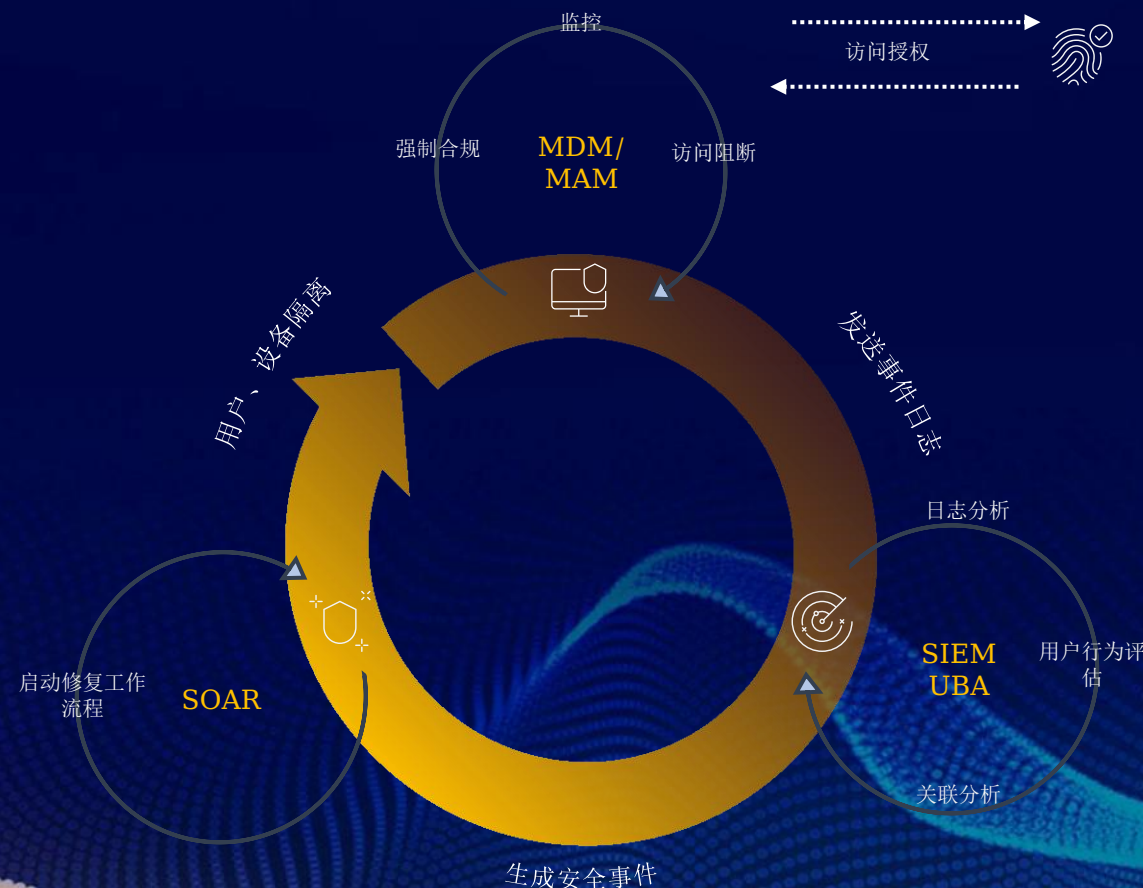 监控
访问授权
强制合规
MDM/
MAM
访问阻断
用户、设备隔离
发送事件日志
日志分析
SIEM
UBA
用户行为评
估
启动修复工作
流程
SOAR
关联分析
生成安全事件